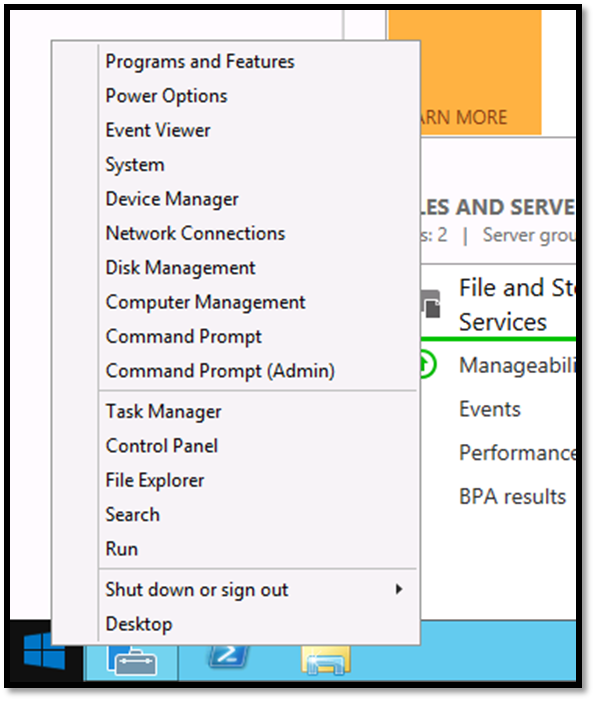 Programs and Features
Power Options
Event Viewer
System
Device Manager
Network Connections
Disk Management
Computer Management
Command Prompt
Command Prompt (Admin)
Task Manager
Control Panel
File Explorer
Search
Run
Shut down or sign out
Desktop
ARN MORE
LES AND SERVE
s: 2 | Server grou
File and Sto
Services
Manageabili
Events
Performance
BPA results